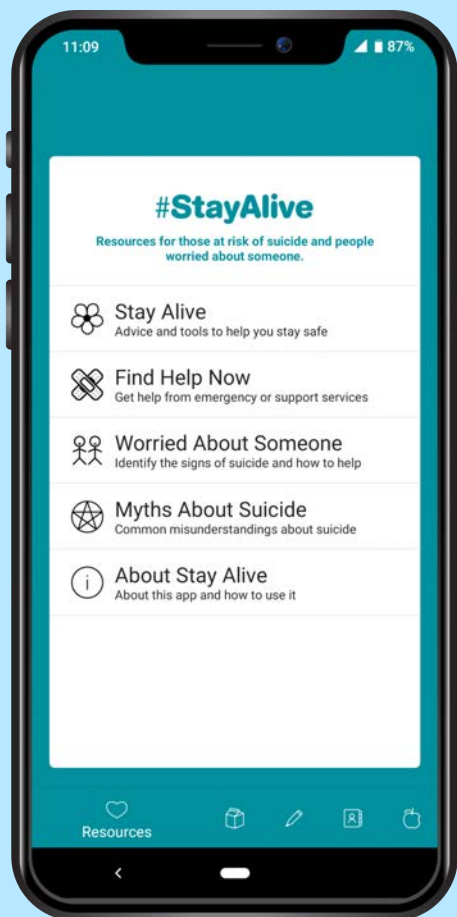 11:09
87%
#StayAlive
Resources for those at risk of suicide and people
worried about someone.
Stay Alive
Advice and tools to help you stay safe
Find Help Now
Get help from emergency or support services
Worried About Someone
Identify the signs of suicide and how to help
Myths About Suicide
Common misunderstandings about suicide
i
About Stay Alive
About this app and how to use it
Resources